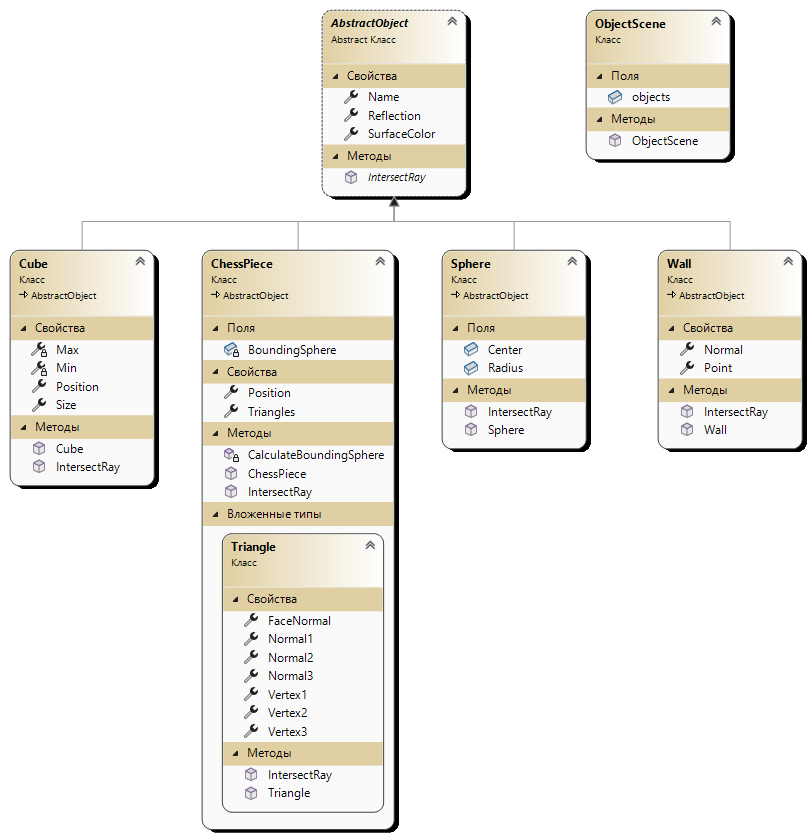 AbstractObject
Abstract Класс
Свойства
Name
Reflection
SurfaceColor
Методы
IntersectRay
ObjectScene
Класс
Поля
objects
Методы
ObjectScene
Cube
Класс
AbstractObject
Свойства
Max
Min
Position
Size
Методы
Cube
IntersectRay
ChessPiece
Класс
AbstractObject
Поля
BoundingSphere
Свойства
Position
Triangles
Методы
CalculateBoundingSphere
ChessPiece
IntersectRay
Вложенные типы
Triangle
Класс
Свойства
FaceNormal
Normal1
Normal2
Normal3
Vertex1
Vertex2
Vertex3
Методы
IntersectRay
Triangle
Sphere
Класс
AbstractObject
Поля
Center
Radius
Методы
IntersectRay
Sphere
Wall
Класс
AbstractObject
Свойства
Normal
Point
Методы
IntersectRay
Wall